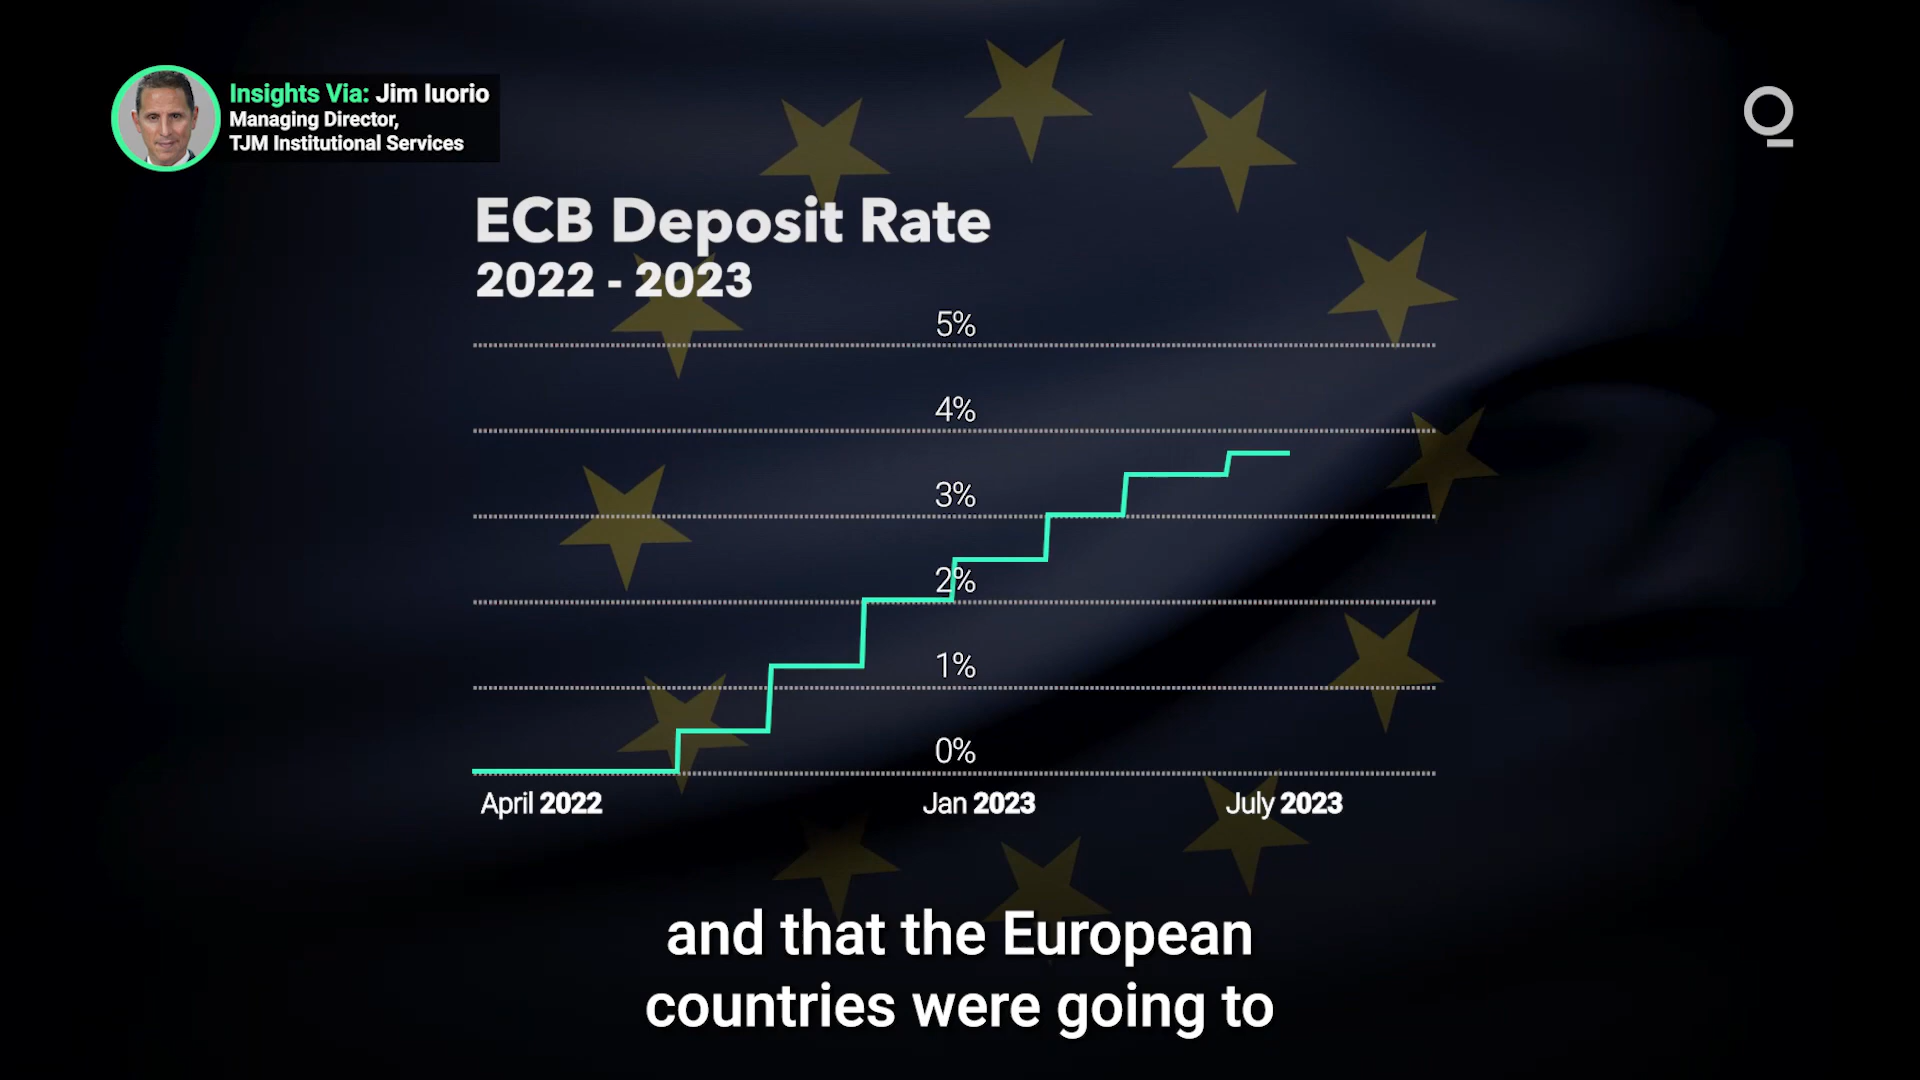 Insights Via: Jim Iuorio
Managing Director,
TJM Institutional Services
ECB Deposit Rate
2022 - 2023
5%
4%
3%
2%
1%
0%
April 2022
Jan 2023
July 2023
and that the European
countries were going to